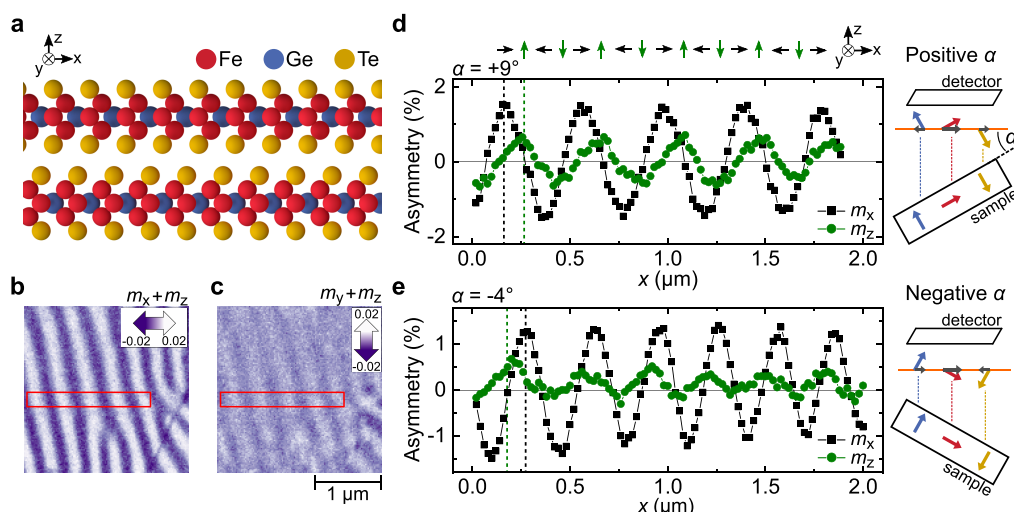 a
z
y
x
Fe
Ge
Te
b
mx+mz
-0.02
0.02
c
my+mz
0.02
-0.02
1 µm
d
z
y
x
α = +9°
Asymmetry (%)
2
0
-2
0.0
0.5
1.0
1.5
2.0
x (µm)
mx
mz
Positive α
detector
α
sample
e
α = -4°
Asymmetry (%)
1
0
-1
0.0
0.5
1.0
1.5
2.0
x (µm)
mx
mz
Negative α
detector
sample